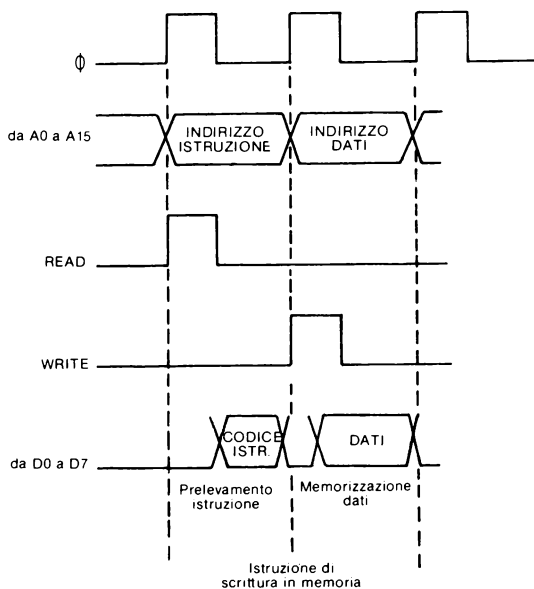 ф
da A0 a A15
INDIRIZZO
ISTRUZIONE
INDIRIZZO
DATI
READ
WRITE
da D0 a D7
CODICE
ISTR.
DATI
Prelevamento
istruzione
Memorizzazione
dati
Istruzione di
scrittura in memoria